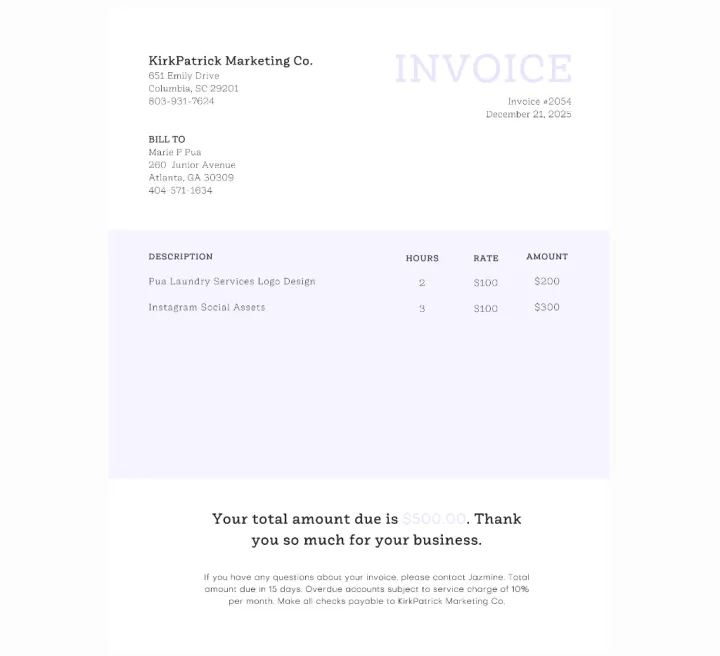 KirkPatrick Marketing Co.
651 Emily Drive
Columbia, SC 29201
803-931-7624
INVOICE
Invoice #2054
December 21, 2025
BILL TO
Marie F Pua
260 Junior Avenue
Atlanta, GA 30309
404-571-1634
DESCRIPTION HOURS RATE AMOUNT
Pua Laundry Services Logo Design 2 $100 $200
Instagram Social Assets 3 $100 $300
Your total amount due is $500.00. Thank
you so much for your business.
If you have any questions about your invoice, please contact Jazmine. Total
amount due in 15 days. Overdue accounts subject to service charge of 10%
per month. Make all checks payable to KirkPatrick Marketing Co.